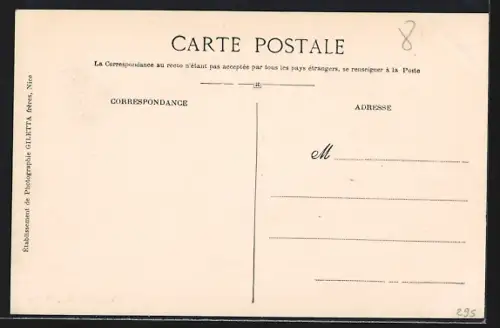 8
CARTE POSTALE
La Correspondance au recto n'étant pas acceptée par tous les pays étrangers, se renseigner à la Poste
CORRESPONDANCE
ADRESSE
M
Établissement de Photographie GILETTA frères, Nice
295